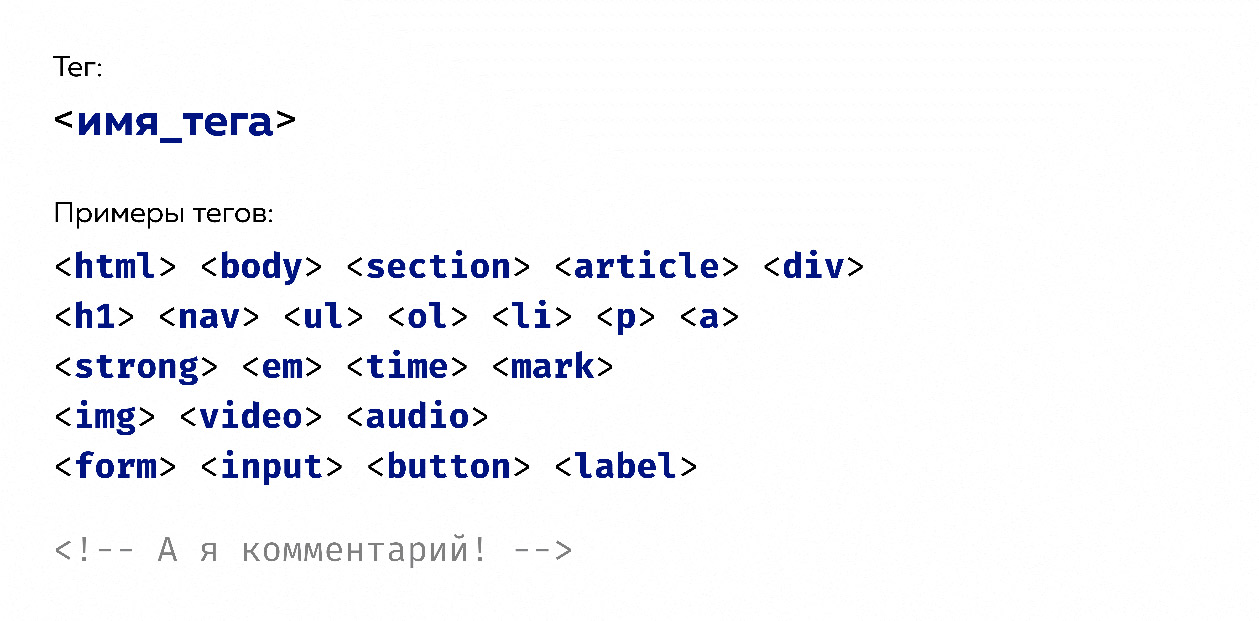 Тег:
<имя_тега>
Примеры тегов:
<html> <body> <section> <article> <div>
<h1> <nav> <ul> <ol> <li> <p> <a>
<strong> <em> <time> <mark>
<img> <video> <audio>
<form> <input> <button> <label>
<!-- А я комментарий! -->